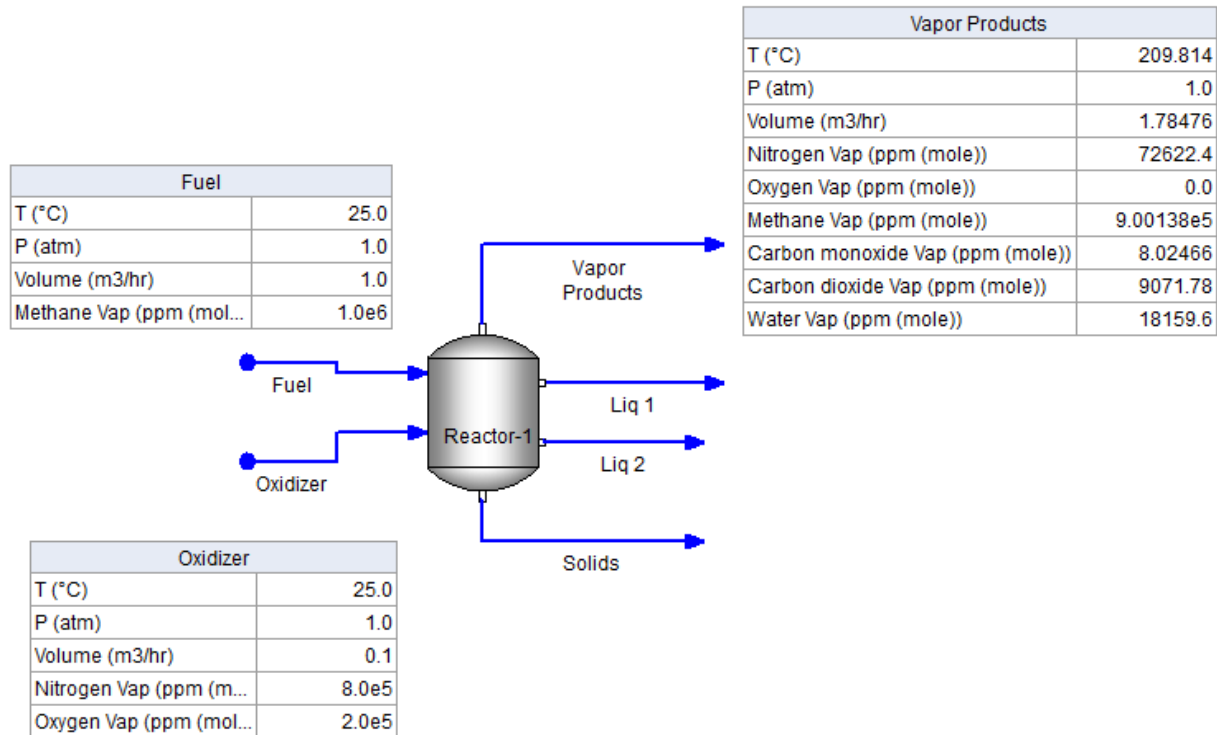 Vapor Products
T (°C) 209.814
P (atm) 1.0
Volume (m3/hr) 1.78476
Nitrogen Vap (ppm (mole)) 72622.4
Oxygen Vap (ppm (mole)) 0.0
Methane Vap (ppm (mole)) 9.00138e5
Carbon monoxide Vap (ppm (mole)) 8.02466
Carbon dioxide Vap (ppm (mole)) 9071.78
Water Vap (ppm (mole)) 18159.6
Fuel
T (°C) 25.0
P (atm) 1.0
Volume (m3/hr) 1.0
Methane Vap (ppm (mol... 1.0e6
Vapor
Products
Fuel
Liq 1
Reactor-1
Liq 2
Oxidizer
Solids
Oxidizer
T (°C) 25.0
P (atm) 1.0
Volume (m3/hr) 0.1
Nitrogen Vap (ppm (m... 8.0e5
Oxygen Vap (ppm (mol... 2.0e5